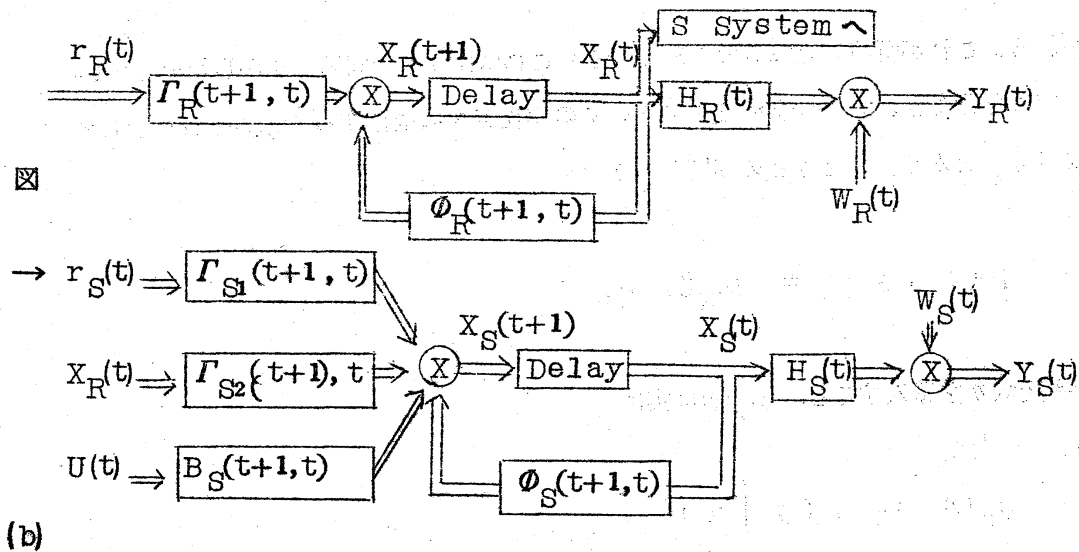 S System へ
r_R(t) Γ_R(t+1,t) X X_R(t+1) Delay X_R(t) H_R(t) X Y_R(t)
W_R(t)
Φ_R(t+1,t)
図
→ r_S(t) Γ_S1(t+1,t)
X_R(t) Γ_S2(t+1),t X X_S(t+1) Delay X_S(t) H_S(t) X Y_S(t)
W_S(t)
U(t) B_S(t+1,t)
Φ_S(t+1,t)
(b)